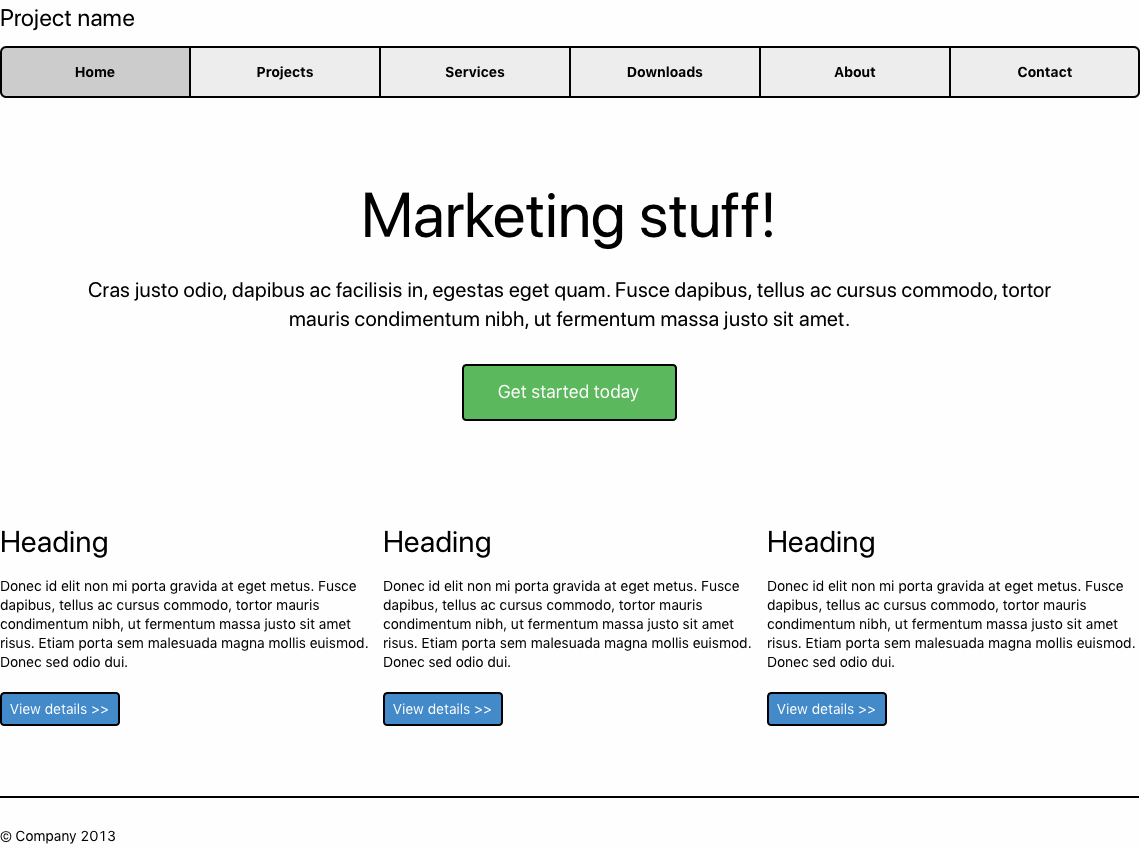 Project name
Home Projects Services Downloads About Contact
Marketing stuff!
Cras justo odio, dapibus ac facilisis in, egestas eget quam. Fusce dapibus, tellus ac cursus commodo, tortor
mauris condimentum nibh, ut fermentum massa justo sit amet.
Get started today
Heading
Donec id elit non mi porta gravida at eget metus. Fusce
dapibus, tellus ac cursus commodo, tortor mauris
condimentum nibh, ut fermentum massa justo sit amet
risus. Etiam porta sem malesuada magna mollis euismod.
Donec sed odio dui.
View details >>
Heading
Donec id elit non mi porta gravida at eget metus. Fusce
dapibus, tellus ac cursus commodo, tortor mauris
condimentum nibh, ut fermentum massa justo sit amet
risus. Etiam porta sem malesuada magna mollis euismod.
Donec sed odio dui.
View details >>
Heading
Donec id elit non mi porta gravida at eget metus. Fusce
dapibus, tellus ac cursus commodo, tortor mauris
condimentum nibh, ut fermentum massa justo sit amet
risus. Etiam porta sem malesuada magna mollis euismod.
Donec sed odio dui.
View details >>
© Company 2013